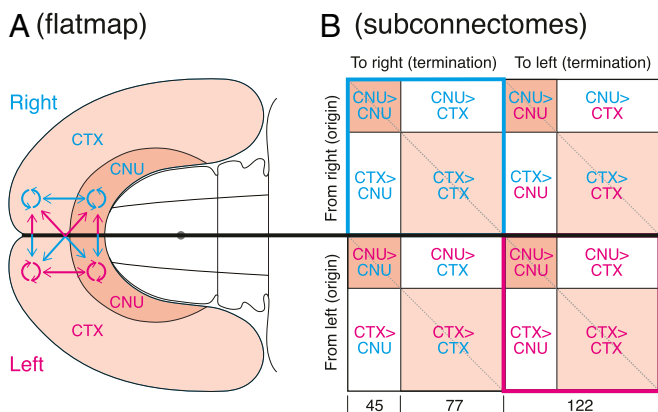 A (flatmap)
Right
CTX
CNU
CNU
CTX
Left
B (subconnectomes)
To right (termination) To left (termination)
From right (origin)
CNU> CNU> CNU> CNU>
CNU CTX CNU CTX
CTX> CTX> CTX> CTX>
CNU CTX CNU CTX
From left (origin)
CNU> CNU> CNU> CNU>
CNU CTX CNU CTX
CTX> CTX> CTX> CTX>
CNU CTX CNU CTX
45 77 122